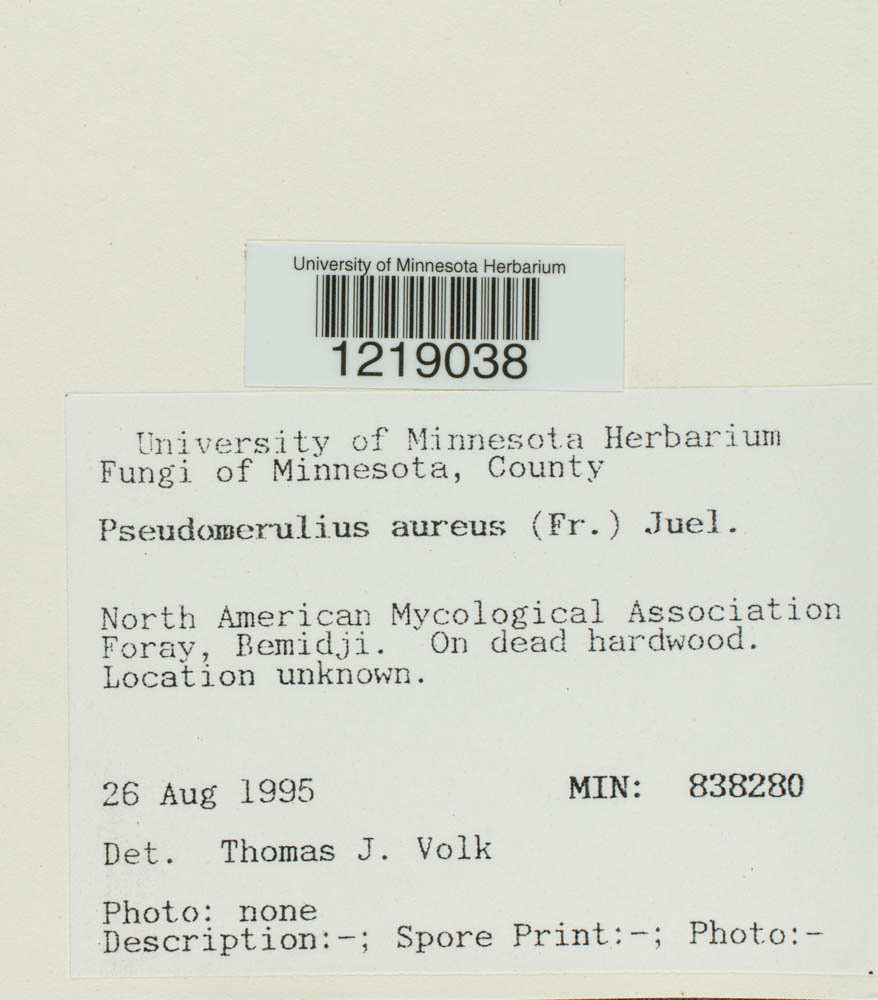 University of Minnesota Herbarium
1219038
University of Minnesota Herbarium
Fungi of Minnesota, County
Pseudomerulius aureus (Fr.) Juel.
North American Mycological Association
Foray, Bemidji. On dead hardwood.
Location unknown.
26 Aug 1995 MIN: 838280
Det. Thomas J. Volk
Photo: none
Description:-; Spore Print:-; Photo:-